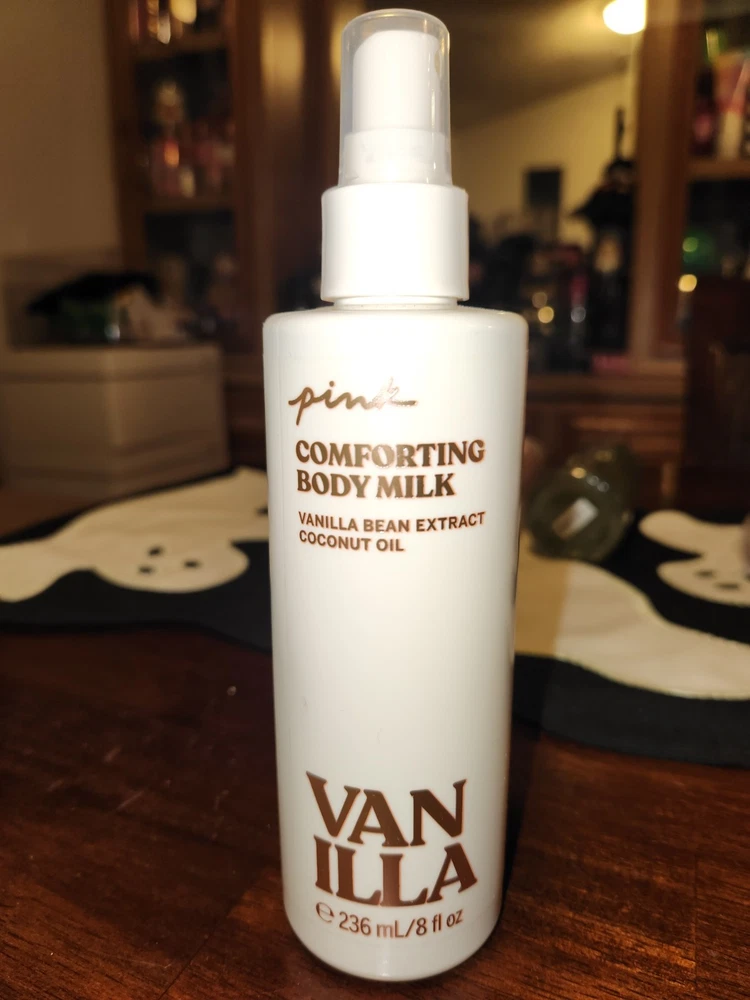 pink
COMFORTING
BODY MILK
VANILLA BEAN EXTRACT
COCONUT OIL
VAN
ILLA
℮ 236 mL/8 fl oz